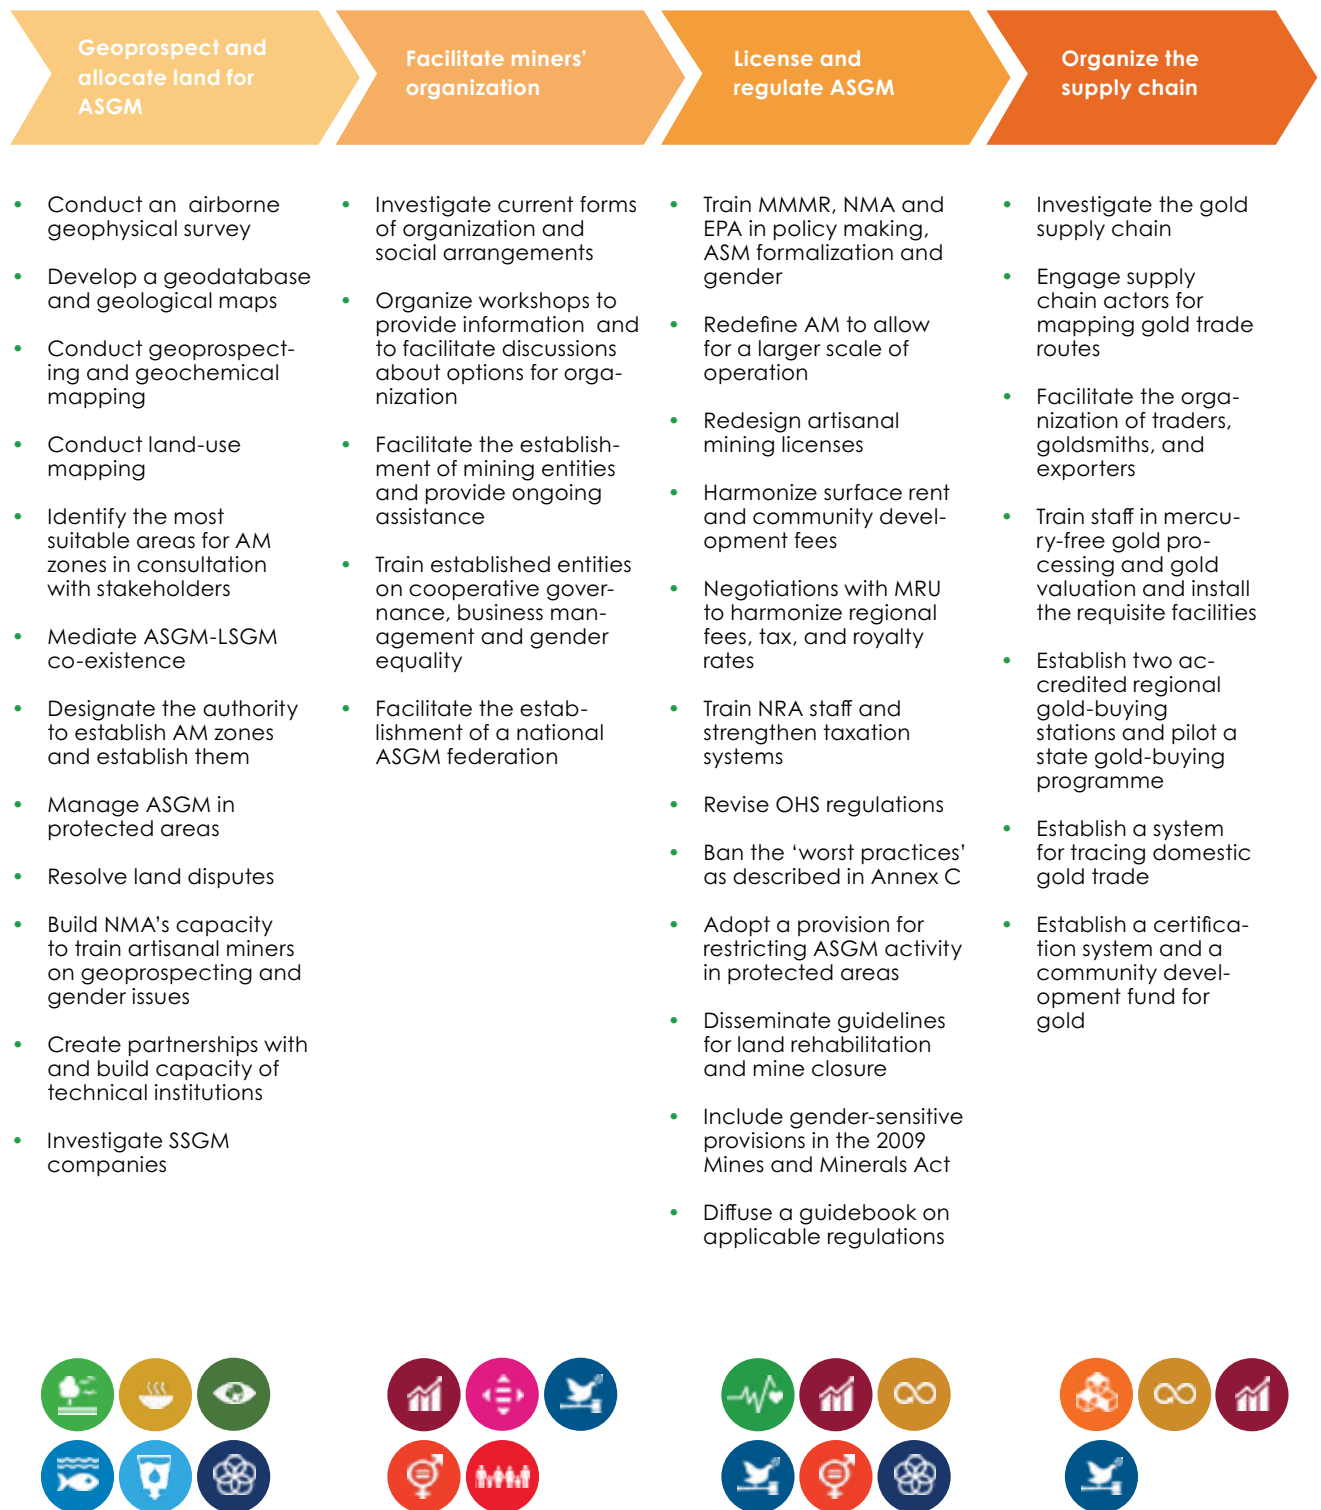 Geoprospect and
allocate land for
ASGM
Facilitate miners’
organization
License and
regulate ASGM
Organize the
supply chain
• Conduct an airborne
geophysical survey
• Develop a geodatabase
and geological maps
• Conduct geoprospect-
ing and geochemical
mapping
• Conduct land-use
mapping
• Identify the most
suitable areas for AM
zones in consultation
with stakeholders
• Mediate ASGM-LSGM
co-existence
• Designate the authority
to establish AM zones
and establish them
• Manage ASGM in
protected areas
• Resolve land disputes
• Build NMA’s capacity
to train artisanal miners
on geoprospecting and
gender issues
• Create partnerships with
and build capacity of
technical institutions
• Investigate SSGM
companies
• Investigate current forms
of organization and
social arrangements
• Organize workshops to
provide information and
to facilitate discussions
about options for orga-
nization
• Facilitate the establish-
ment of mining entities
and provide ongoing
assistance
• Train established entities
on cooperative gover-
nance, business man-
agement and gender
equality
• Facilitate the estab-
lishment of a national
ASGM federation
• Train MMMR, NMA and
EPA in policy making,
ASM formalization and
gender
• Redefine AM to allow
for a larger scale of
operation
• Redesign artisanal
mining licenses
• Harmonize surface rent
and community devel-
opment fees
• Negotiations with MRU
to harmonize regional
fees, tax, and royalty
rates
• Train NRA staff and
strengthen taxation
systems
• Revise OHS regulations
• Ban the ‘worst practices’
as described in Annex C
• Adopt a provision for
restricting ASGM activity
in protected areas
• Disseminate guidelines
for land rehabilitation
and mine closure
• Include gender-sensitive
provisions in the 2009
Mines and Minerals Act
• Diffuse a guidebook on
applicable regulations
• Investigate the gold
supply chain
• Engage supply
chain actors for
mapping gold trade
routes
• Facilitate the orga-
nization of traders,
goldsmiths, and
exporters
• Train staff in mercu-
ry-free gold pro-
cessing and gold
valuation and install
the requisite facilities
• Establish two ac-
credited regional
gold-buying
stations and pilot a
state gold-buying
programme
• Establish a system
for tracing domestic
gold trade
• Establish a certifica-
tion system and a
community devel-
opment fund for
gold